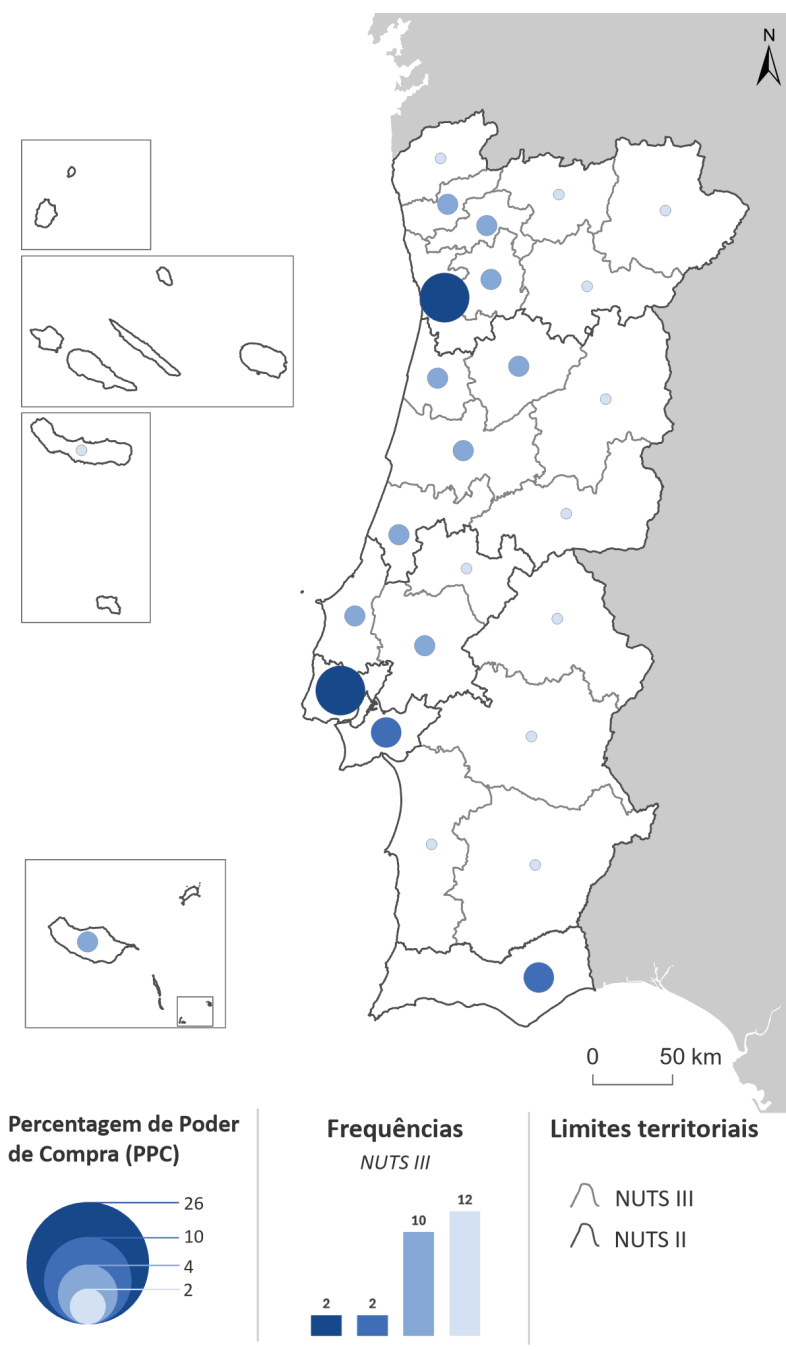 N
0 50 km
Percentagem de Poder
de Compra (PPC)
26
10
4
2
Frequências
NUTS III
2
2
10
12
Limites territoriais
NUTS III
NUTS II